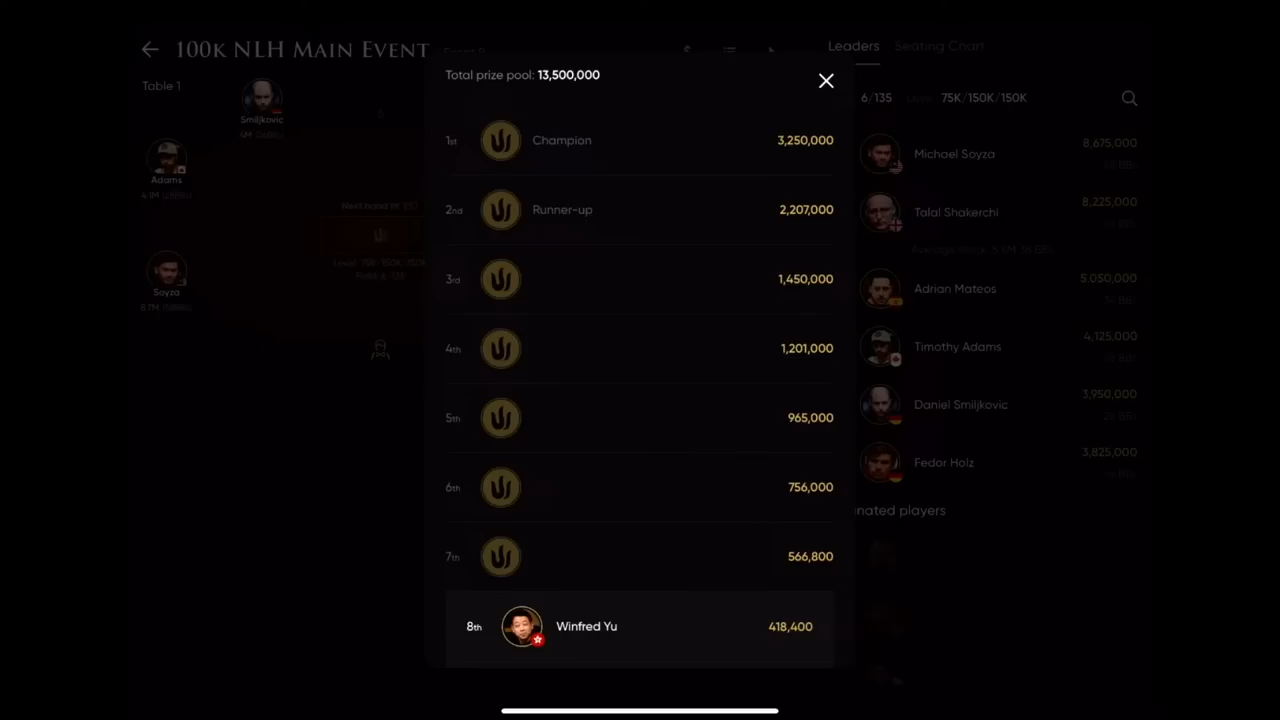 100K NLH MAIN EVENT
Leaders Seating Chart
Table 1
Total prize pool: 13,500,000
6/135 75K/150K/150K
Smiljkovic
Adams
Soyza
1st Champion 3,250,000
2nd Runner-up 2,207,000
3rd 1,450,000
4th 1,201,000
5th 965,000
6th 756,000
7th 566,800
8th Winfred Yu 418,400
Michael Soyza 8,675,000
Talal Shakerchi 8,225,000
Adrian Mateos 5,050,000
Timothy Adams 4,125,000
Daniel Smiljkovic 3,950,000
Fedor Holz 3,825,000
nated players